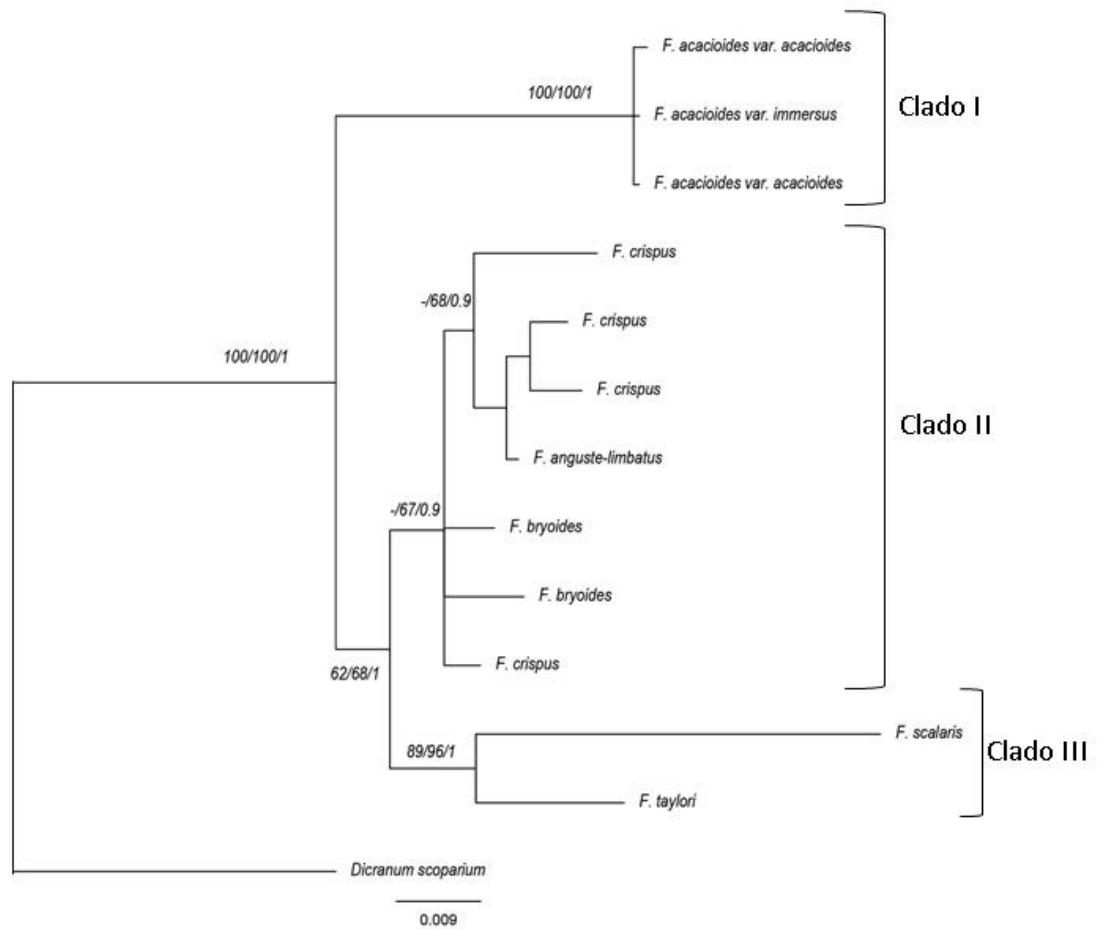 F. acacioides var. acacioides
100/100/1
F. acacioides var. immersus
Clado I
F. acacioides var. acacioides
F. crispus
-/68/0.9
F. crispus
100/100/1
F. crispus
Clado II
F. anguste-limbatus
-/67/0.9
F. bryoides
F. bryoides
F. crispus
62/68/1
F. scalaris
89/96/1
Clado III
F. taylori
Dicranum scoparium
0.009